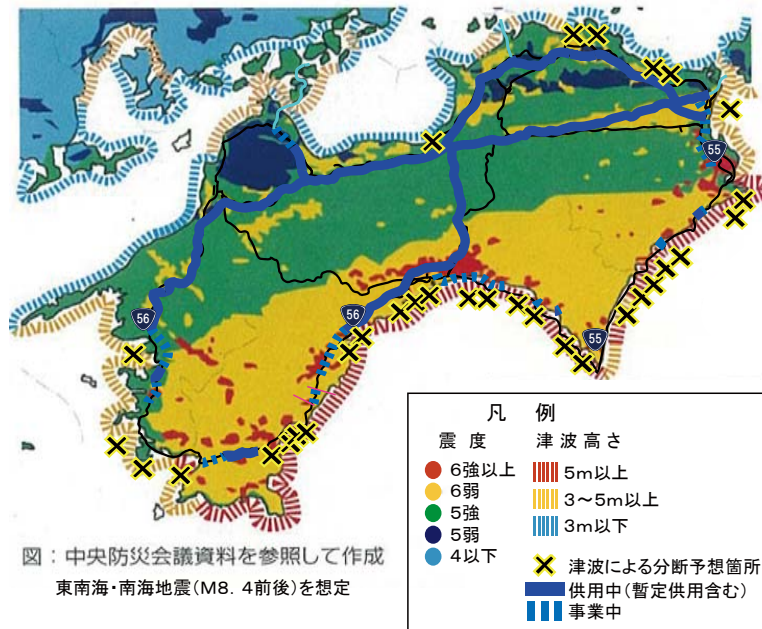 55
56
56
55
凡 例
震 度
津 波 高 さ
6強以上
6弱
5強
5弱
4以下
5m以上
3～5m以上
3m以下
津波による分断予想箇所
供用中(暫定供用含む)
事業中
図：中央防災会議資料を参照して作成
東南海・南海地震(M8．4前後)を想定